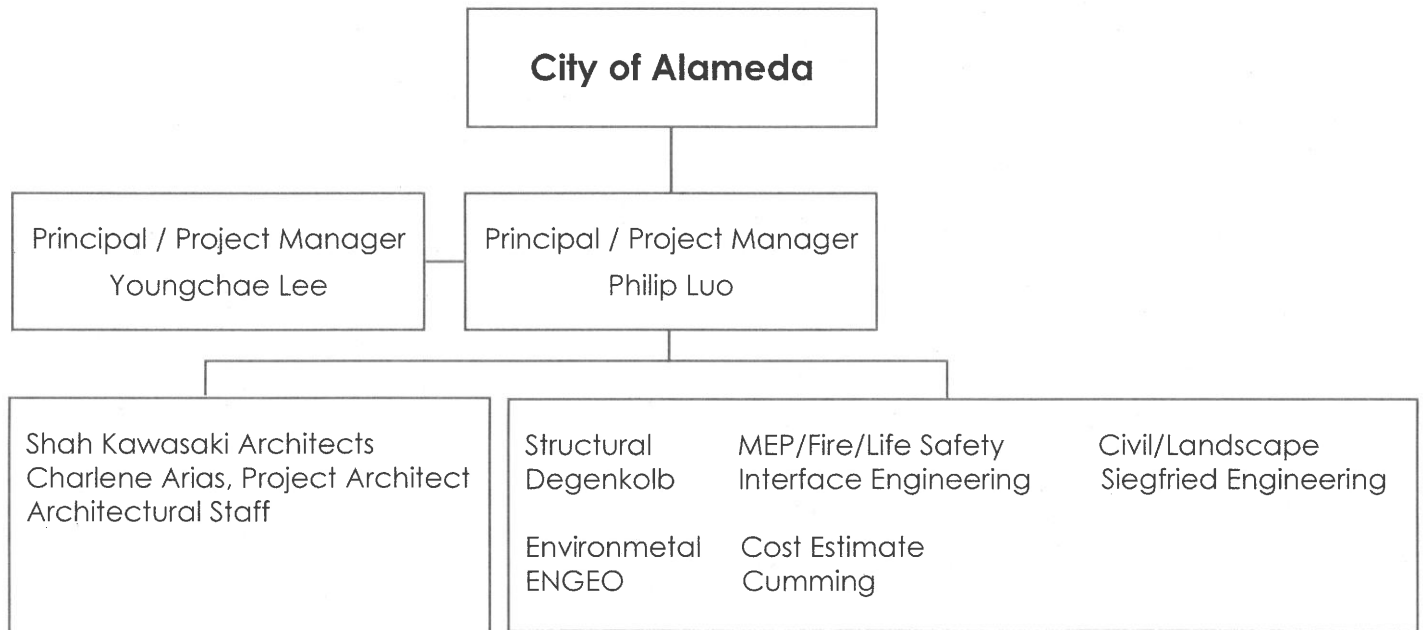 City of Alameda
Principal / Project Manager
Youngchae Lee
Principal / Project Manager
Philip Luo
Shah Kawasaki Architects
Charlene Arias, Project Architect
Architectural Staff
Structural
Degenkolb
MEP/Fire/Life Safety
Interface Engineering
Civil/Landscape
Siegfried Engineering
Environmetal
ENGEO
Cost Estimate
Cumming